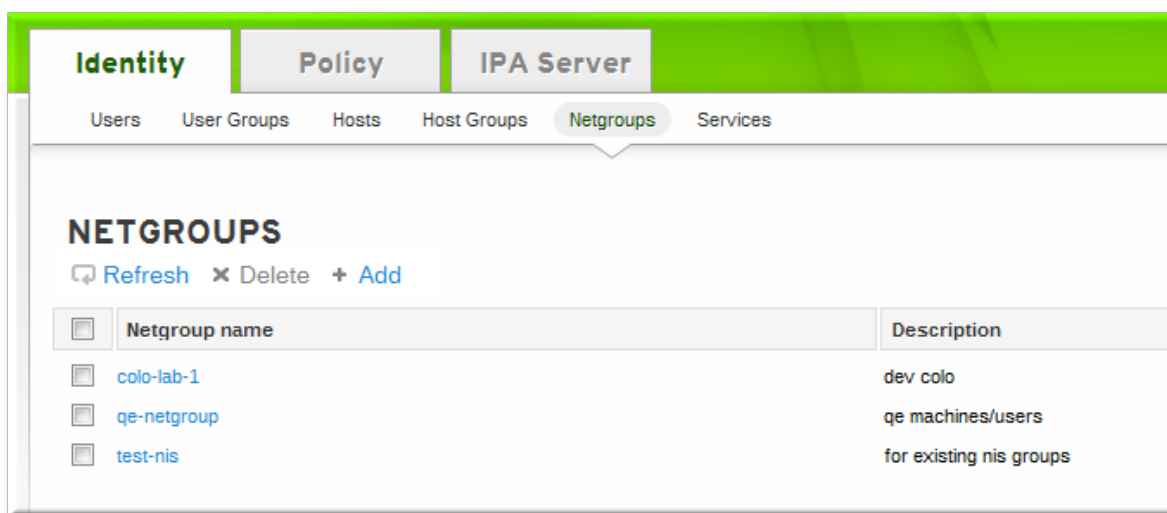 Identity Policy IPA Server
Users User Groups Hosts Host Groups Netgroups Services
NETGROUPS
Refresh Delete + Add
Netgroup name Description
colo-lab-1 dev colo
qe-netgroup qe machines/users
test-nis for existing nis groups